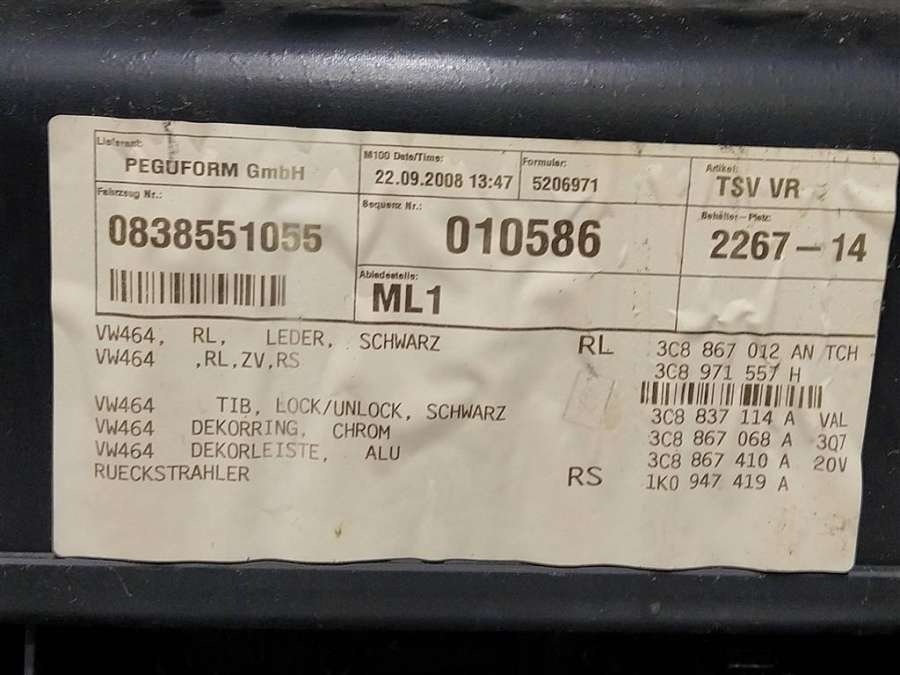 Lieferant:
PEGUFORM GmbH
M100 Date/Time:
22.09.2008 13:47
Formular:
5206971
Artikel:
TSV VR
Fahrzeug Nr.:
0838551055
Sequenz Nr.:
010586
Behälter-Platz:
2267-14
Abladestelle:
ML1
VW464, RL, LEDER, SCHWARZ RL 3C8 867 012 AN TCH
VW464 ,RL,ZV,RS 3C8 971 557 H
VW464 TIB, LOCK/UNLOCK, SCHWARZ 3C8 837 114 A VAL
VW464 DEKORRING, CHROM 3C8 867 068 A 3Q7
VW464 DEKORLEISTE, ALU 3C8 867 410 A 20V
RUECKSTRAHLER RS 1K0 947 419 A